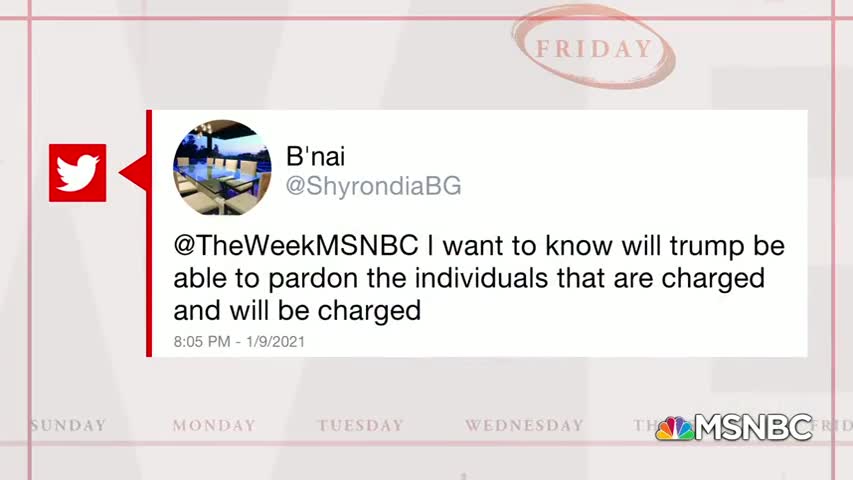 FRIDAY
B'nai
@ShyrondiaBG
@TheWeekMSNBC I want to know will trump be
able to pardon the individuals that are charged
and will be charged
8:05 PM - 1/9/2021
SUNDAY MONDAY TUESDAY WEDNESDAY
MSNBC